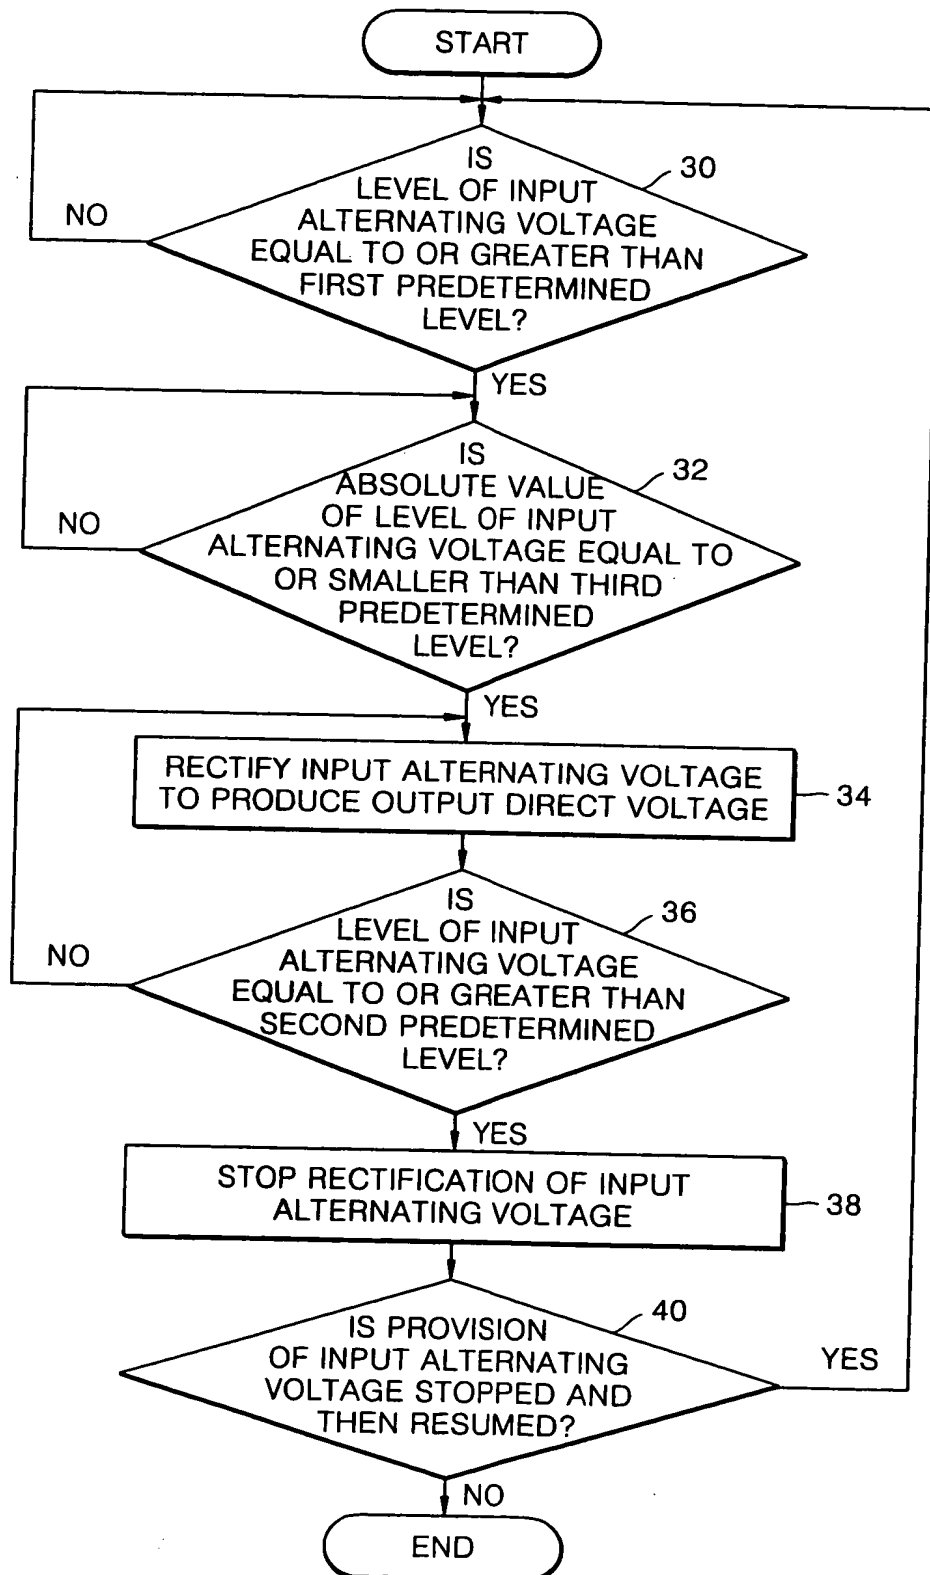 START
IS
LEVEL OF INPUT
ALTERNATING VOLTAGE
EQUAL TO OR GREATER THAN
FIRST PREDETERMINED
LEVEL?
30
NO
YES
IS
ABSOLUTE VALUE
OF LEVEL OF INPUT
ALTERNATING VOLTAGE EQUAL TO
OR SMALLER THAN THIRD
PREDETERMINED
LEVEL?
32
NO
YES
RECTIFY INPUT ALTERNATING VOLTAGE
TO PRODUCE OUTPUT DIRECT VOLTAGE
34
IS
LEVEL OF INPUT
ALTERNATING VOLTAGE
EQUAL TO OR GREATER THAN
SECOND PREDETERMINED
LEVEL?
36
NO
YES
STOP RECTIFICATION OF INPUT
ALTERNATING VOLTAGE
38
IS PROVISION
OF INPUT ALTERNATING
VOLTAGE STOPPED AND
THEN RESUMED?
40
YES
NO
END